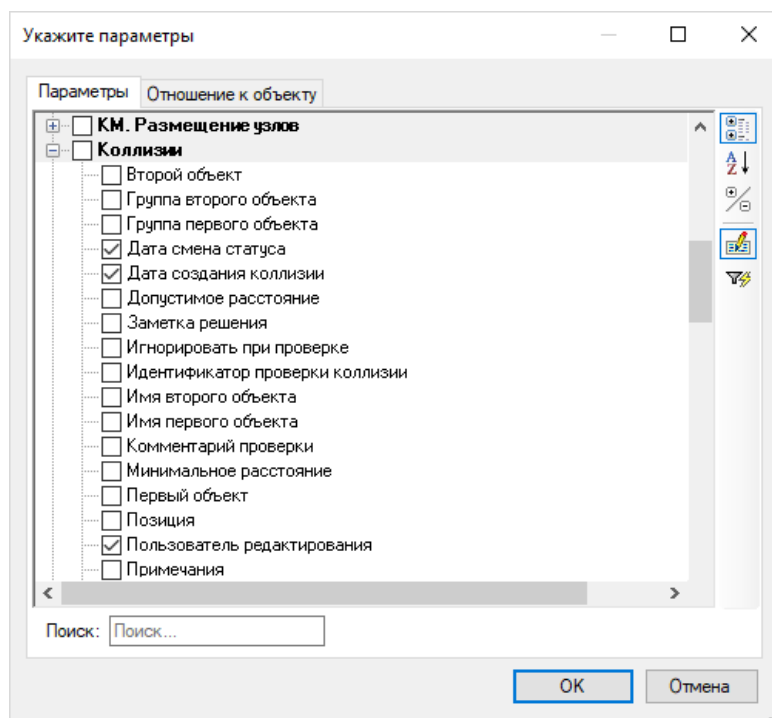 Укажите параметры
Параметры Отношение к объекту
КМ. Размещение узлов
Коллизии
Второй объект
Группа второго объекта
Группа первого объекта
Дата смена статуса
Дата создания коллизии
Допустимое расстояние
Заметка решения
Игнорировать при проверке
Идентификатор проверки коллизии
Имя второго объекта
Имя первого объекта
Комментарий проверки
Минимальное расстояние
Первый объект
Позиция
Пользователь редактирования
Примечания
Поиск: Поиск...
ОК Отмена